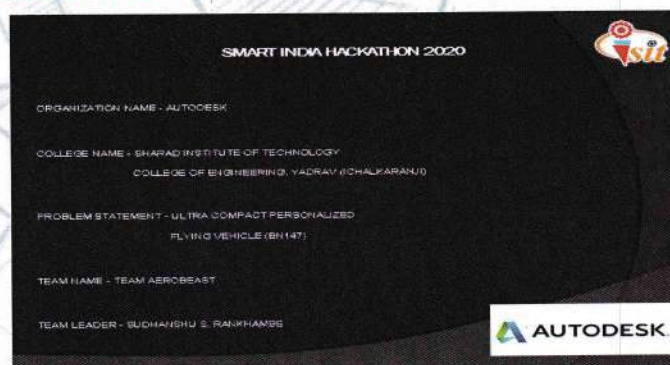 SMART INDIA HACKATHON 2020
isit
ORGANIZATION NAME - AUTODESK
COLLEGE NAME - SHARAD INSTITUTE OF TECHNOLOGY
COLLEGE OF ENGINEERING, YADRAV (ICHALKARANJI)
PROBLEM STATEMENT - ULTRA COMPACT PERSONALIZED
FLYING VEHICLE (BN147)
TEAM NAME - TEAM AEROBEAST
TEAM LEADER - SUDHANSHU S. RANKHAMBE
AUTODESK